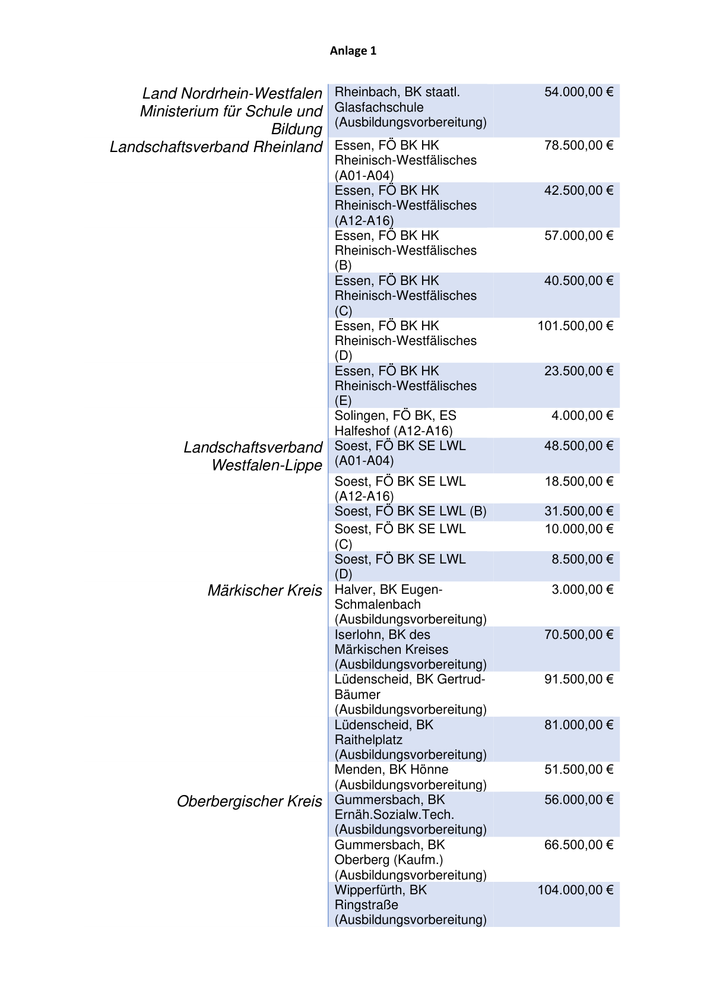 Anlage 1
Land Nordrhein-Westfalen
Ministerium für Schule und
Bildung
Rheinbach, BK staatl.
Glasfachschule
(Ausbildungsvorbereitung)
54.000,00 €
Landschaftsverband Rheinland
Essen, FÖ BK HK
Rheinisch-Westfälisches
(A01-A04)
78.500,00 €
Essen, FÖ BK HK
Rheinisch-Westfälisches
(A12-A16)
42.500,00 €
Essen, FÖ BK HK
Rheinisch-Westfälisches
(B)
57.000,00 €
Essen, FÖ BK HK
Rheinisch-Westfälisches
(C)
40.500,00 €
Essen, FÖ BK HK
Rheinisch-Westfälisches
(D)
101.500,00 €
Essen, FÖ BK HK
Rheinisch-Westfälisches
(E)
23.500,00 €
Solingen, FÖ BK, ES
Halfeshof (A12-A16)
4.000,00 €
Landschaftsverband
Westfalen-Lippe
Soest, FÖ BK SE LWL
(A01-A04)
48.500,00 €
Soest, FÖ BK SE LWL
(A12-A16)
18.500,00 €
Soest, FÖ BK SE LWL (B)
31.500,00 €
Soest, FÖ BK SE LWL
(C)
10.000,00 €
Soest, FÖ BK SE LWL
(D)
8.500,00 €
Märkischer Kreis
Halver, BK Eugen-
Schmalenbach
(Ausbildungsvorbereitung)
3.000,00 €
Iserlohn, BK des
Märkischen Kreises
(Ausbildungsvorbereitung)
70.500,00 €
Lüdenscheid, BK Gertrud-
Bäumer
(Ausbildungsvorbereitung)
91.500,00 €
Lüdenscheid, BK
Raithelplatz
(Ausbildungsvorbereitung)
81.000,00 €
Menden, BK Hönne
(Ausbildungsvorbereitung)
51.500,00 €
Oberbergischer Kreis
Gummersbach, BK
Ernäh.Sozialw.Tech.
(Ausbildungsvorbereitung)
56.000,00 €
Gummersbach, BK
Oberberg (Kaufm.)
(Ausbildungsvorbereitung)
66.500,00 €
Wipperfürth, BK
Ringstraße
(Ausbildungsvorbereitung)
104.000,00 €